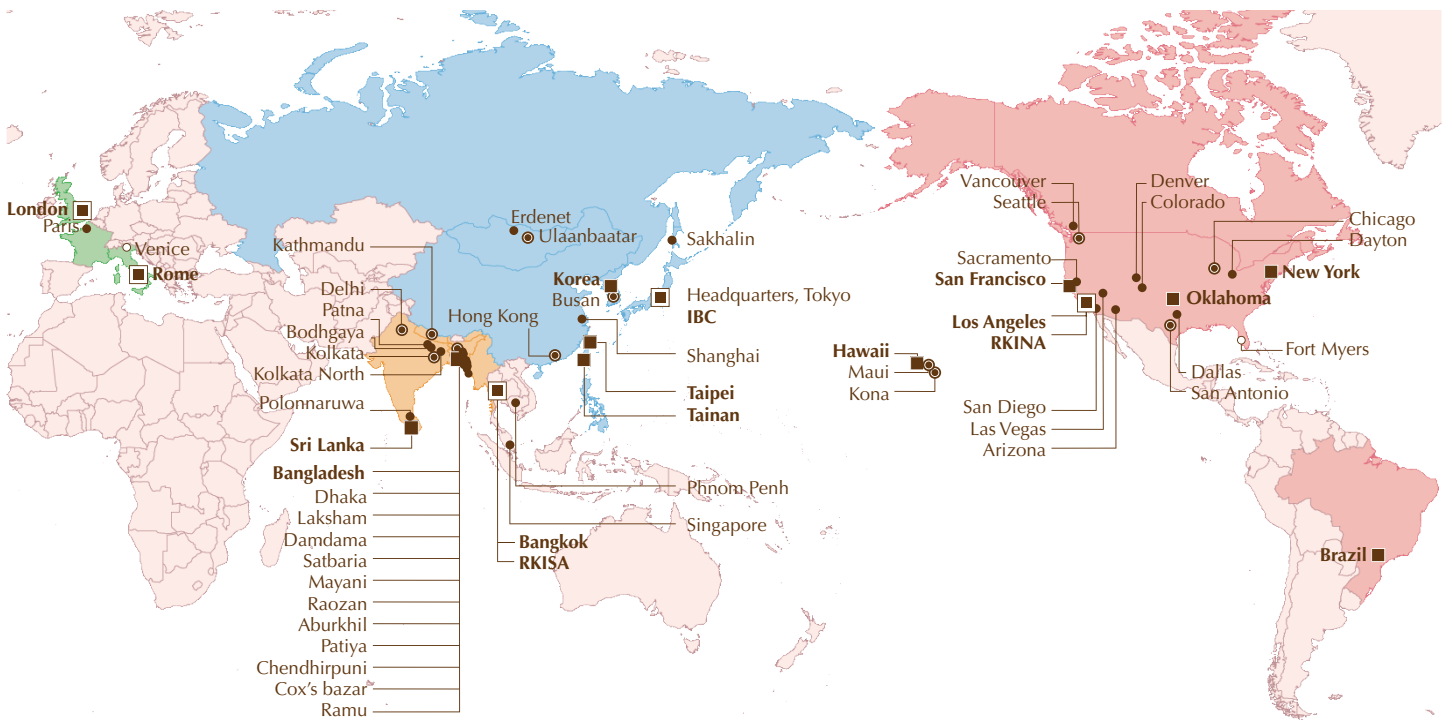 London
Paris
Venice
Rome
Kathmandu
Delhi
Patna
Bodhgaya
Kolkata
Kolkata North
Polonnaruwa
Sri Lanka
Bangladesh
Dhaka
Laksham
Damdama
Satbaria
Mayani
Raozan
Aburkhil
Patiya
Chendhirpuni
Cox's bazar
Ramu
Erdenet
Ulaanbaatar
Sakhalin
Korea
Busan
Headquarters, Tokyo
IBC
Hong Kong
Shanghai
Taipei
Tainan
Phnom Penh
Singapore
Bangkok
RKISA
Hawaii
Maui
Kona
Vancouver
Seattle
Sacramento
San Francisco
Los Angeles
RKINA
San Diego
Las Vegas
Arizona
Denver
Colorado
Chicago
Dayton
New York
Oklahoma
Fort Myers
Dallas
San Antonio
Brazil